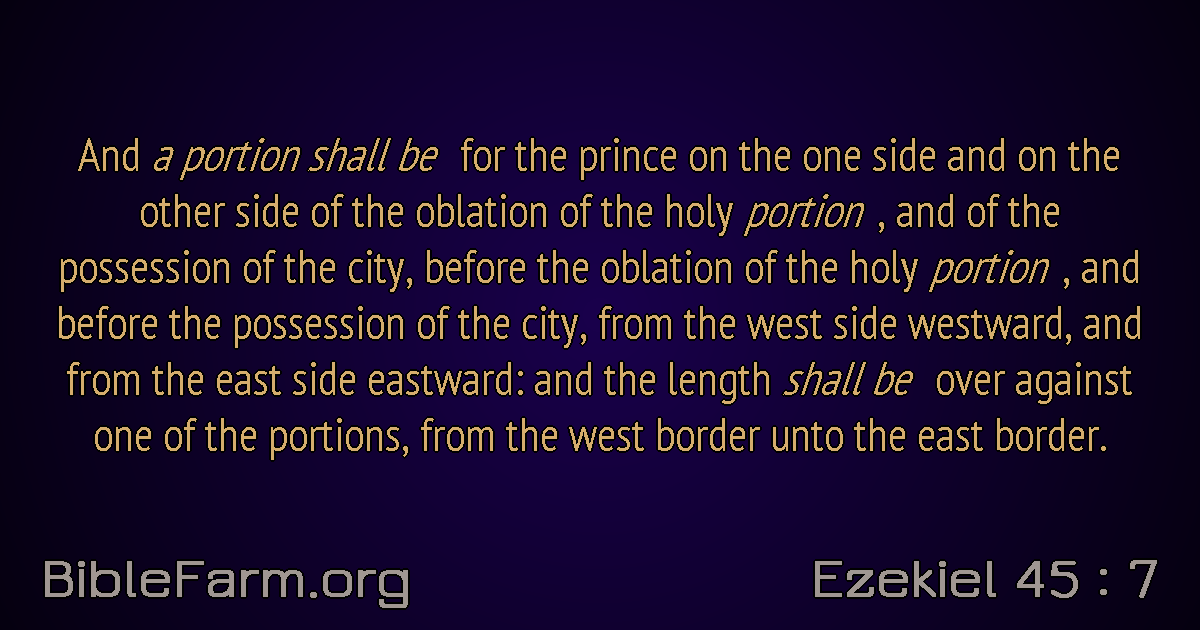 And a portion shall be for the prince on the one side and on the
other side of the oblation of the holy portion , and of the
possession of the city, before the oblation of the holy portion , and
before the possession of the city, from the west side westward, and
from the east side eastward: and the length shall be over against
one of the portions, from the west border unto the east border.
BibleFarm.org
Ezekiel 45 : 7